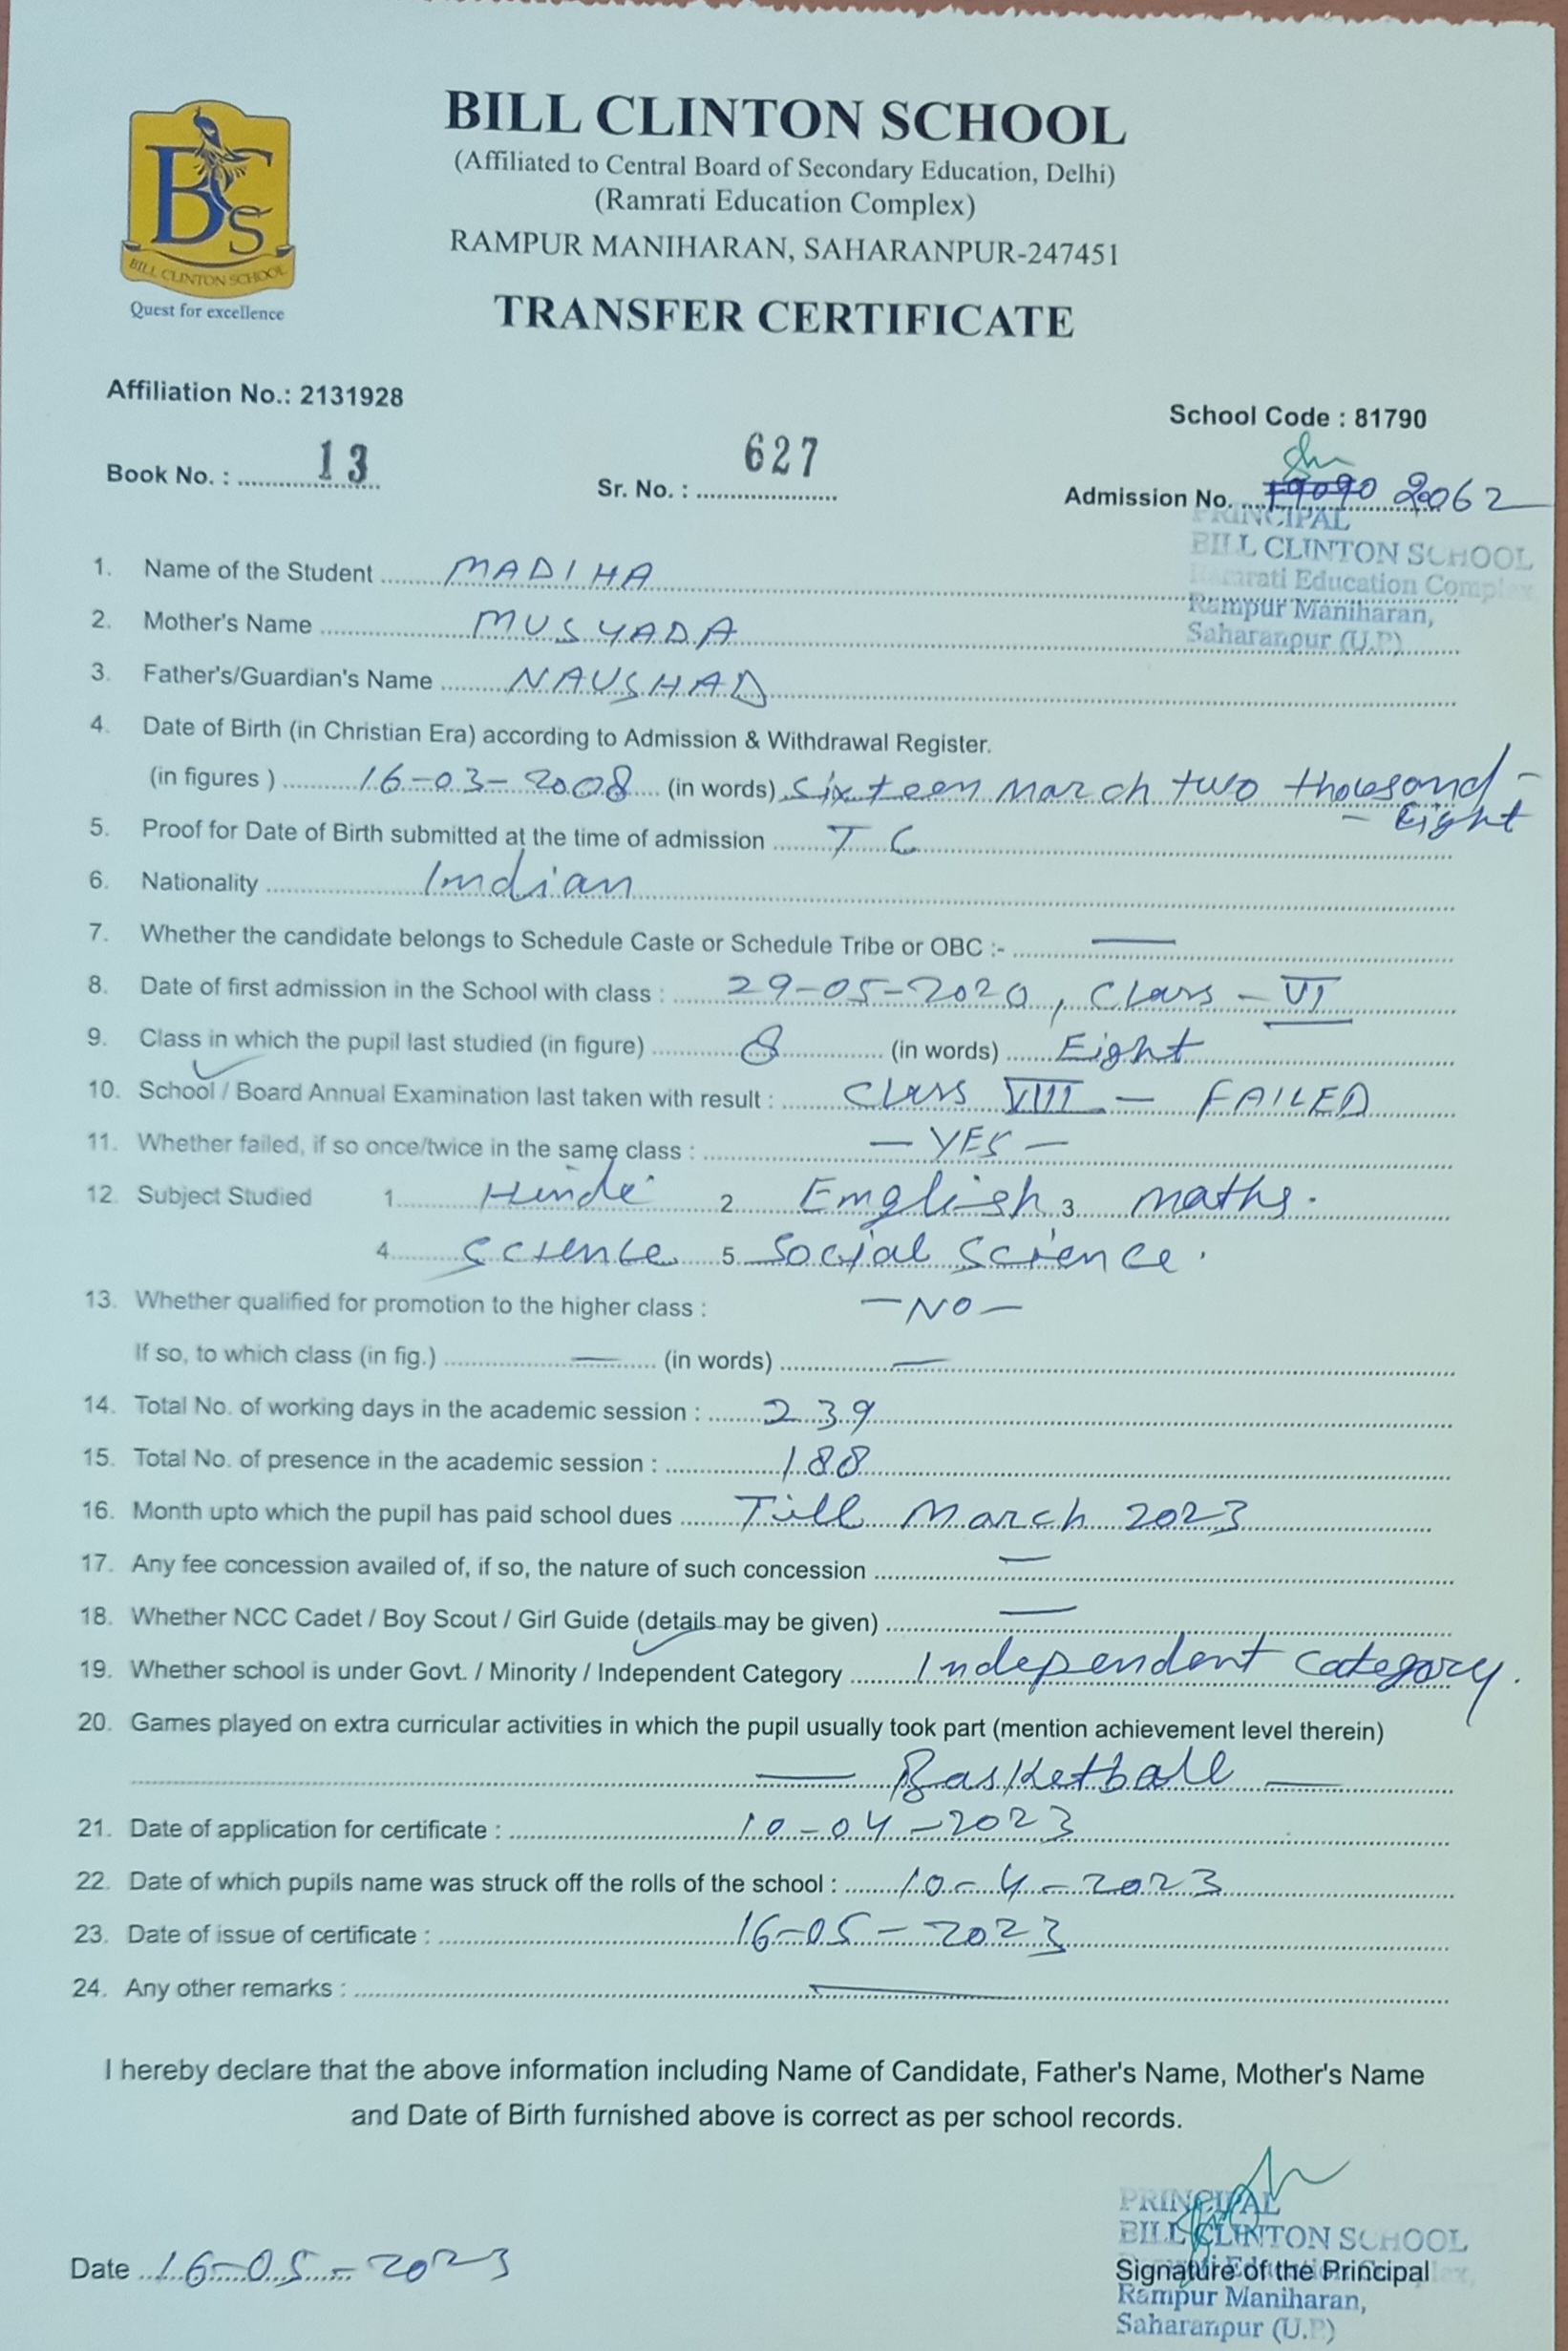 BILL CLINTON SCHOOL
(Affiliated to Central Board of Secondary Education, Delhi)
(Ramrati Education Complex)
RAMPUR MANIHARAN, SAHARANPUR-247451
BCS
BILL CLINTON SCHOOL
Quest for excellence
TRANSFER CERTIFICATE
Affiliation No.: 2131928
School Code : 81790
Book No. : 13 Sr. No. : 627 Admission No. 2062
PRINCIPAL
BILL CLINTON SCHOOL
Ramrati Education Complex,
Rampur Maniharan,
Saharanpur (U.P)
1. Name of the Student MADIHA
2. Mother's Name MUSYADA
3. Father's/Guardian's Name NAUSHAD
4. Date of Birth (in Christian Era) according to Admission & Withdrawal Register.
(in figures ) 16-03-2008 (in words) Sixteen March two thousand -
- Eight
5. Proof for Date of Birth submitted at the time of admission T C
6. Nationality Indian
7. Whether the candidate belongs to Schedule Caste or Schedule Tribe or OBC :- —
8. Date of first admission in the School with class : 29-05-2020, Class - VI
9. Class in which the pupil last studied (in figure) 8 (in words) Eight
10. School / Board Annual Examination last taken with result : Class VIII - FAILED
11. Whether failed, if so once/twice in the same class : - YES -
12. Subject Studied 1. Hindi 2. English 3. maths.
4. Science 5. Social Science.
13. Whether qualified for promotion to the higher class : - NO -
If so, to which class (in fig.) — (in words) —
14. Total No. of working days in the academic session : 239
15. Total No. of presence in the academic session : 188
16. Month upto which the pupil has paid school dues Till March 2023
17. Any fee concession availed of, if so, the nature of such concession —
18. Whether NCC Cadet / Boy Scout / Girl Guide (details may be given) —
19. Whether school is under Govt. / Minority / Independent Category Independent Category.
20. Games played on extra curricular activities in which the pupil usually took part (mention achievement level therein)
— Basketball —
21. Date of application for certificate : 10-04-2023
22. Date of which pupils name was struck off the rolls of the school : 10-4-2023
23. Date of issue of certificate : 16-05-2023
24. Any other remarks : —
I hereby declare that the above information including Name of Candidate, Father's Name, Mother's Name
and Date of Birth furnished above is correct as per school records.
PRINCIPAL
BILL CLINTON SCHOOL
Date 16-05-2023 Signature of the Principal
Rampur Maniharan,
Saharanpur (U.P)